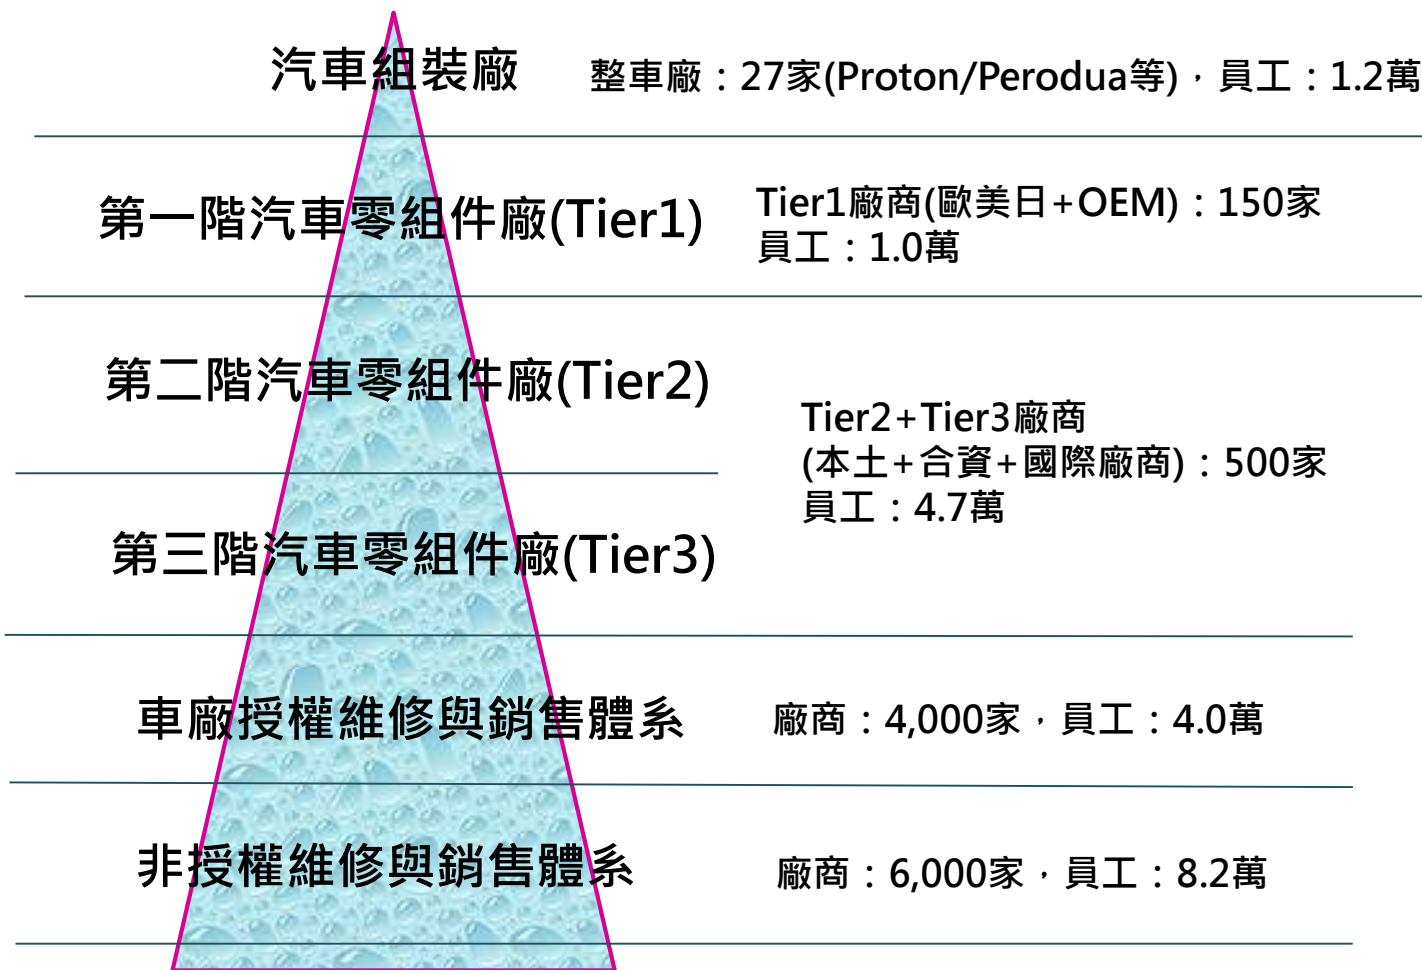 汽車組裝廠
整車�：27家(Proton/Perodua等)，員工：1.2萬
第一階汽車零組件廠(Tier1)
Tier1廠商(歐美日+OEM)：150家
員工：1.0萬
第二階汽車零組件廠(Tier2)
Tier2+Tier3廠商
(本土+合資+國際廠商)：500家
員工：4.7萬
第三階汽車零組件廠(Tier3)
車廠授權維修與銷售體系
廠商：4,000家，員工：4.0萬
非授權維修與銷售體系
廠商：6,000家，員工：8.2萬